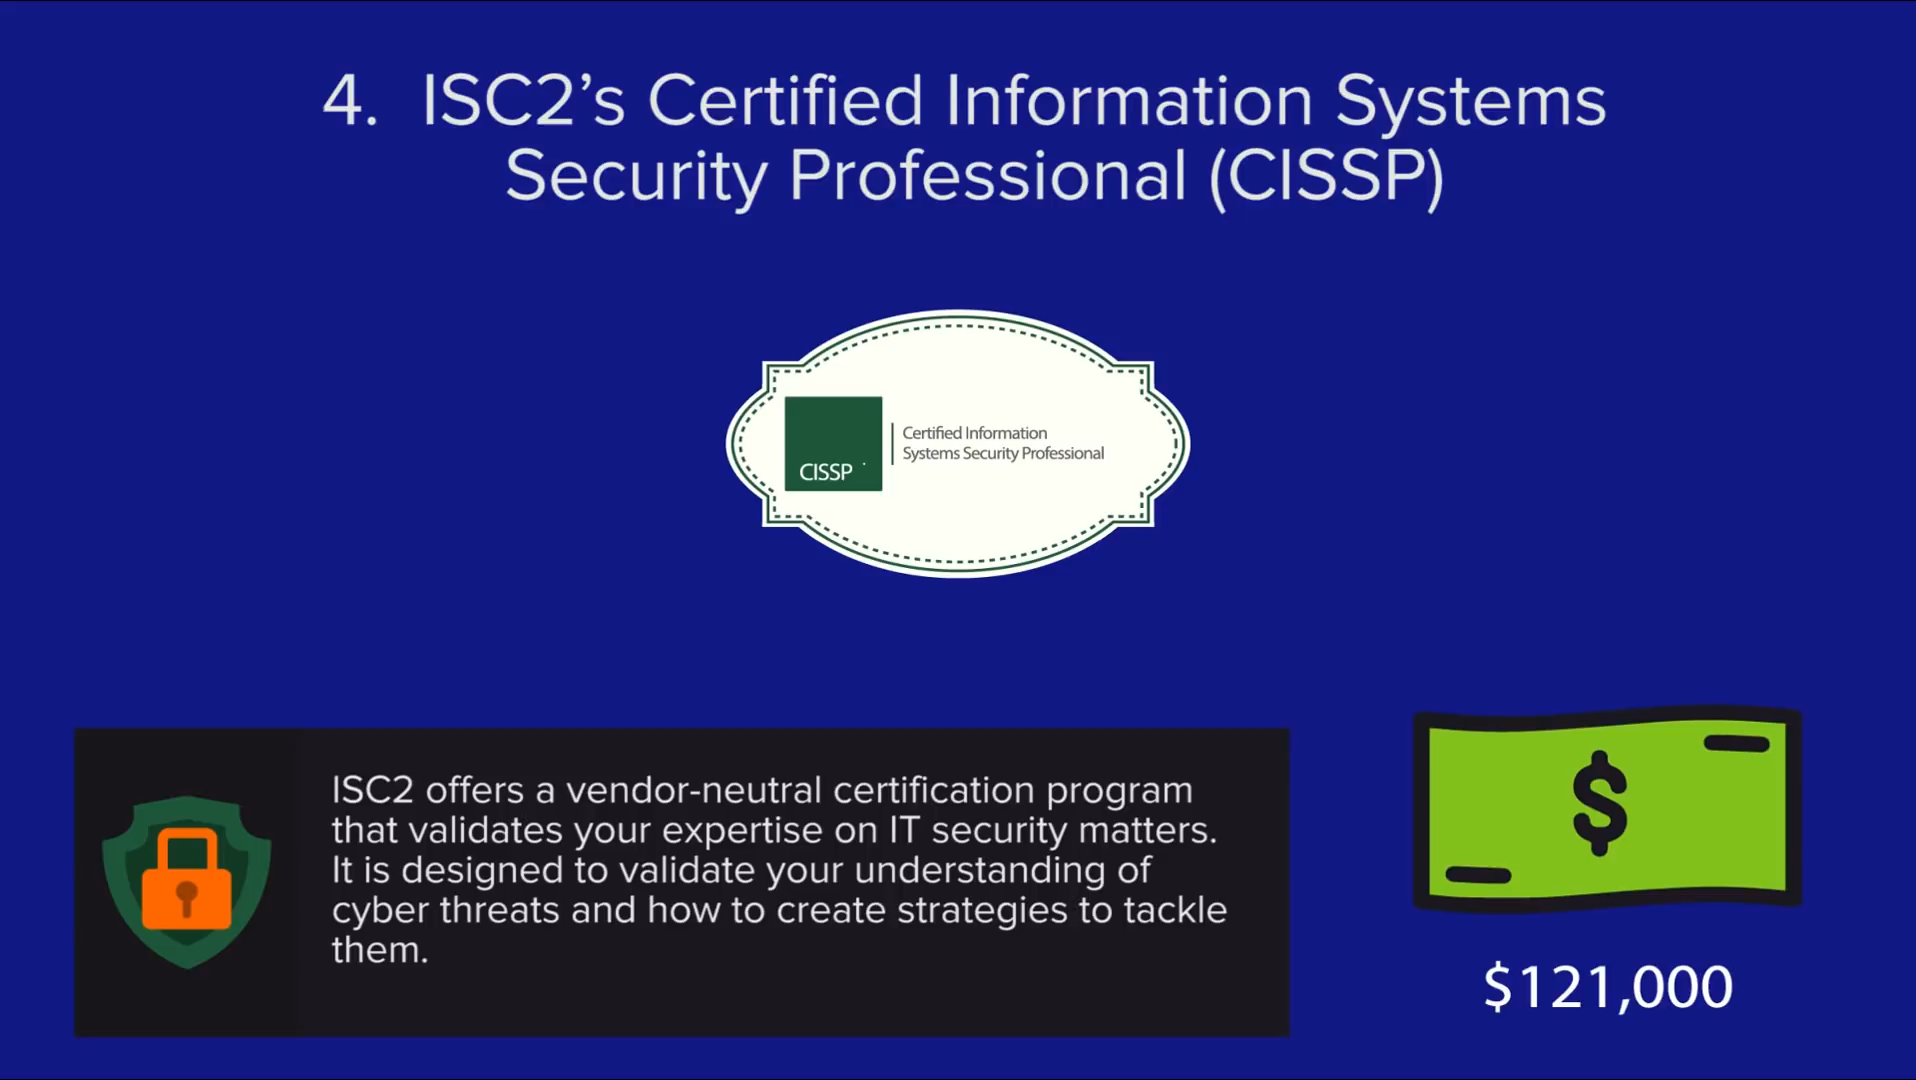 4. ISC2’s Certified Information Systems
Security Professional (CISSP)
CISSP
Certified Information
Systems Security Professional
ISC2 offers a vendor-neutral certification program
that validates your expertise on IT security matters.
It is designed to validate your understanding of
cyber threats and how to create strategies to tackle
them.
$
$121,000